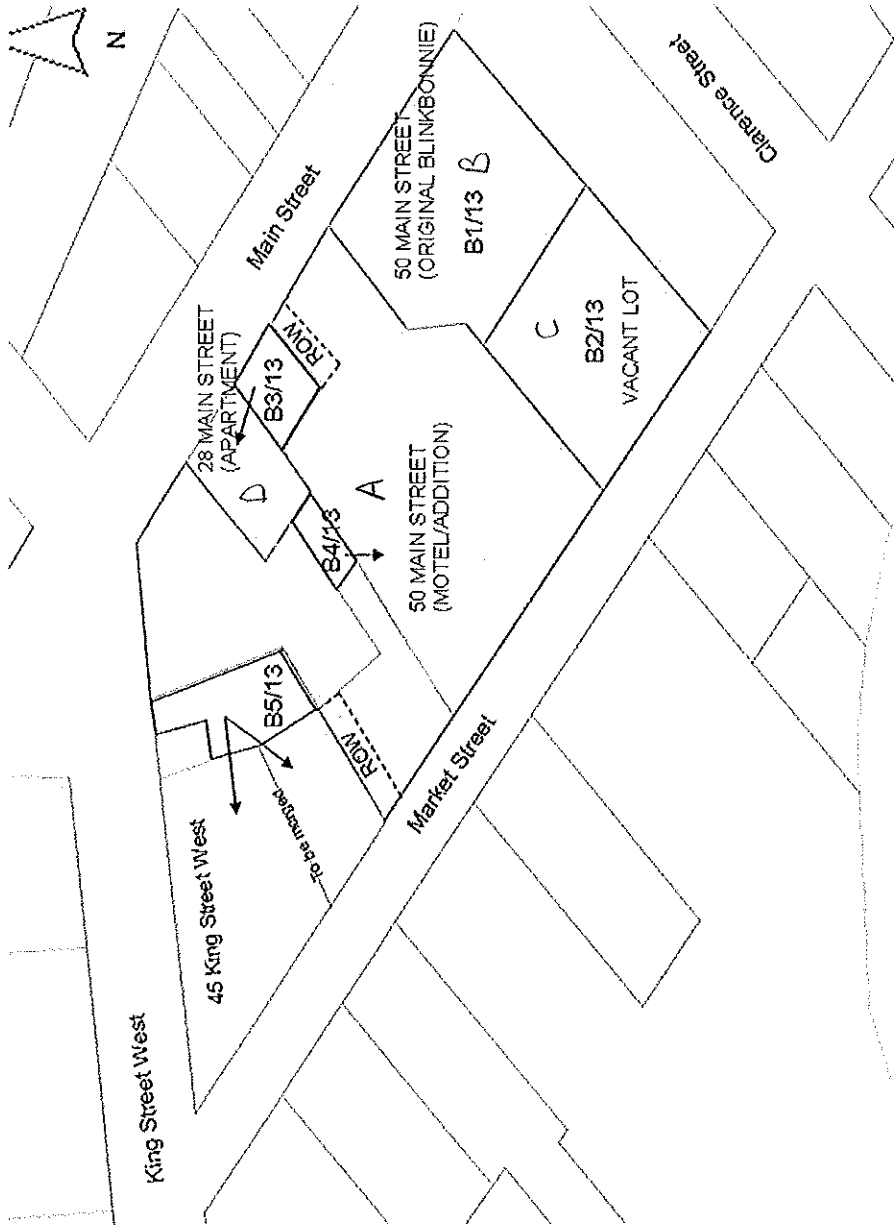 N
King Street West
Main Street
Clarence Street
Market Street
45 King Street West
To be merged
B5/13
ROW
28 MAIN STREET
(APARTMENT)
D
B3/13
ROW
B4/13
A
50 MAIN STREET
(MOTEL/ADDITION)
50 MAIN STREET
(ORIGINAL BLINKBONNIE)
B1/13 B
C
B2/13
VACANT LOT